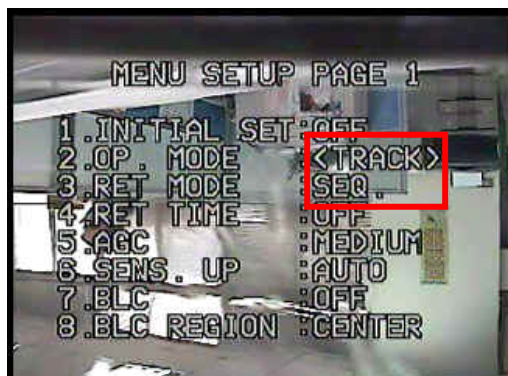 MENU SETUP PAGE 1
1.INITIAL SET:OFF
2.OP. MODE :<TRACK>
3.RET MODE :SEQ.
4.RET TIME :OFF
5.AGC :MEDIUM
6.SENS. UP :AUTO
7.BLC :OFF
8.BLC REGION :CENTER